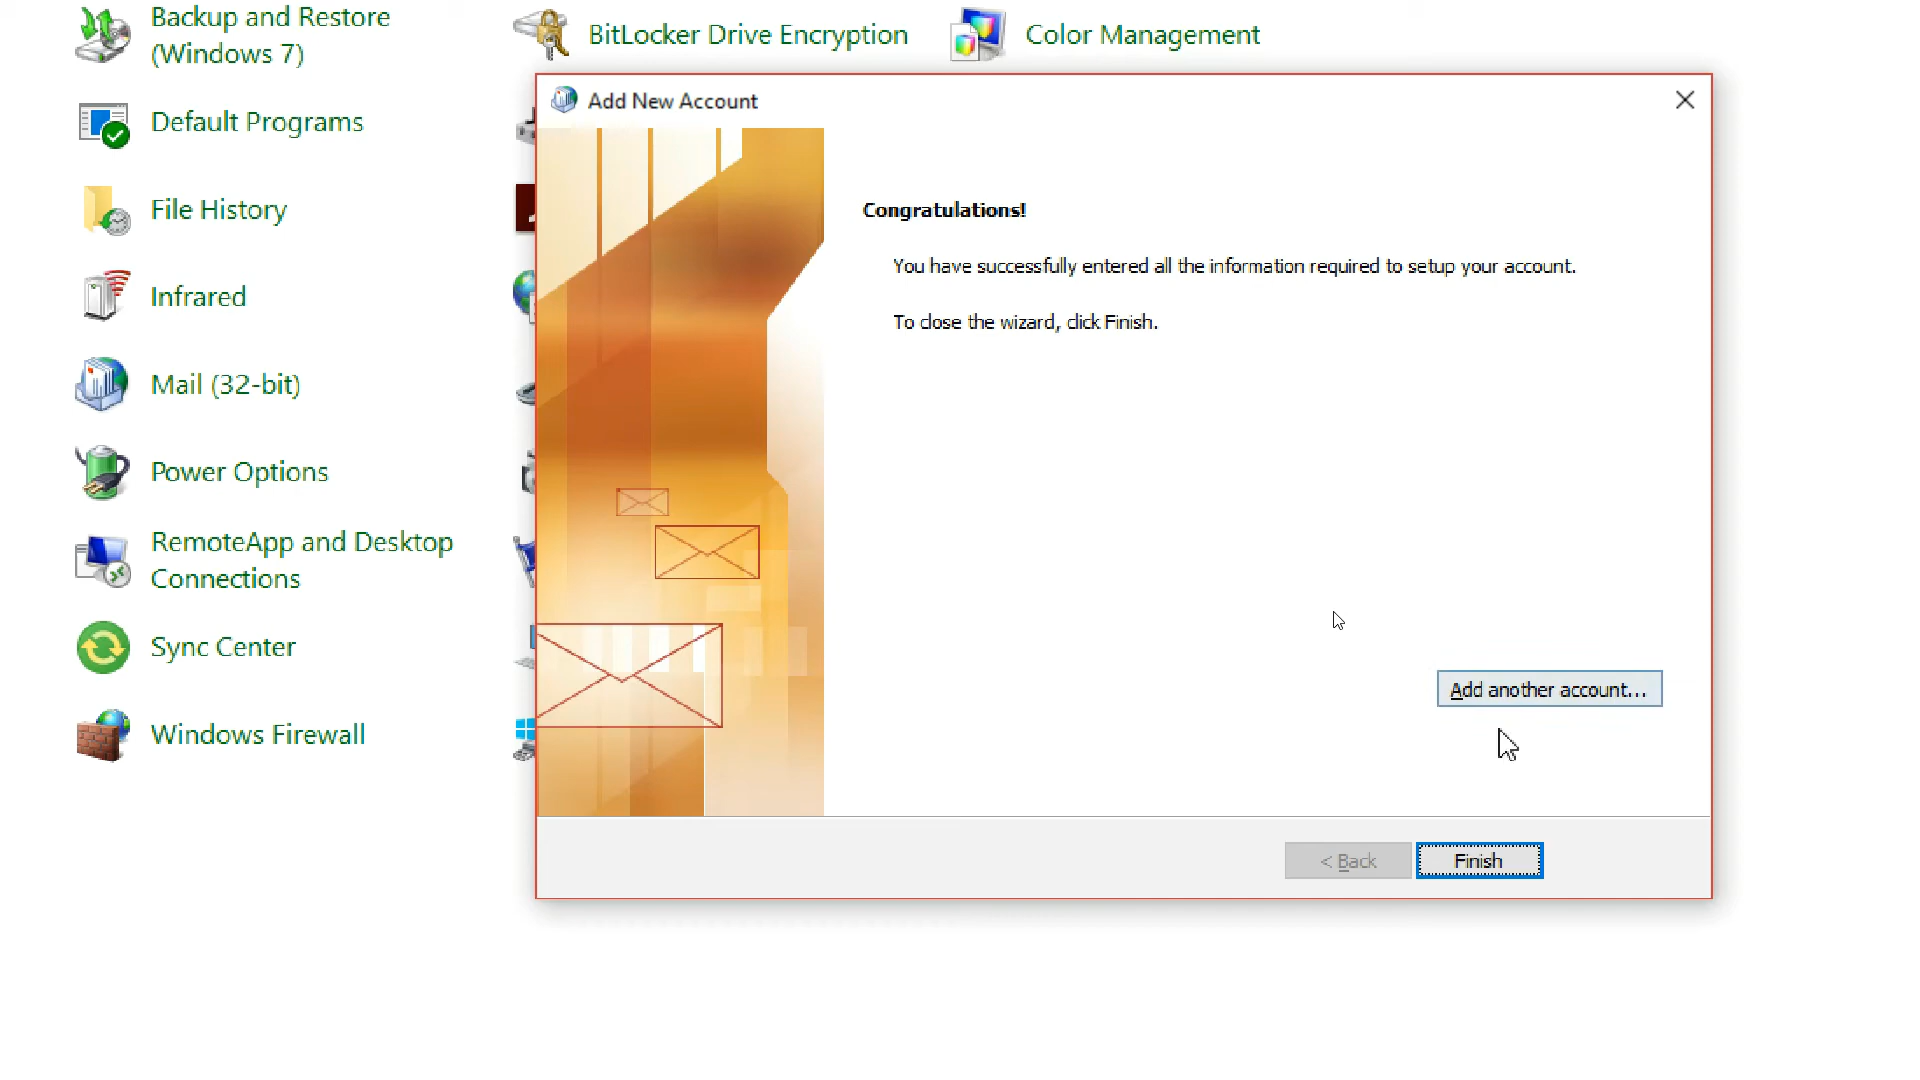 Backup and Restore
(Windows 7)
BitLocker Drive Encryption
Color Management
Default Programs
File History
Infrared
Mail (32-bit)
Power Options
RemoteApp and Desktop
Connections
Sync Center
Windows Firewall
Add New Account
Congratulations!
You have successfully entered all the information required to setup your account.
To close the wizard, click Finish.
Add another account...
< Back
Finish